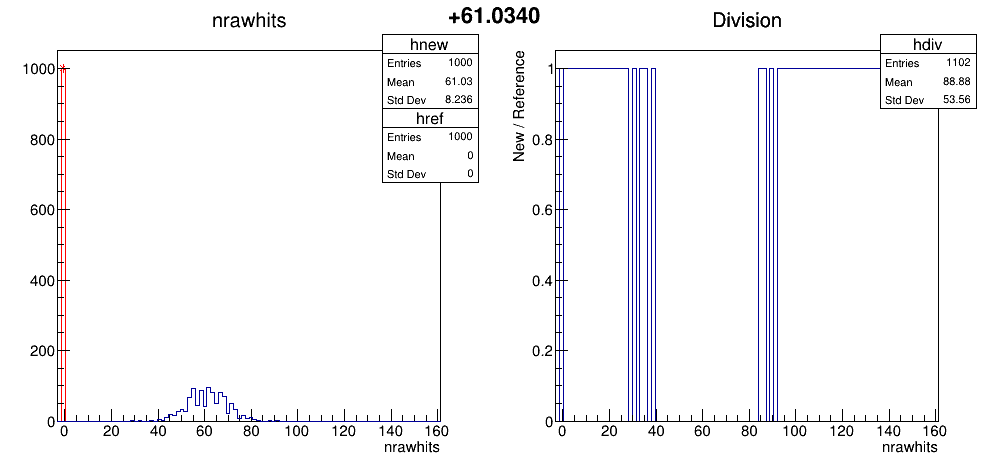 +61.0340
nrawhits
hnew
Entries 1000
Mean 61.03
Std Dev 8.236
href
Entries 1000
Mean 0
Std Dev 0
1000
800
600
400
200
0
0 20 40 60 80 100 120 140 160
nrawhits
Division
hdiv
Entries 1102
Mean 88.88
Std Dev 53.56
New / Reference
1
0.8
0.6
0.4
0.2
0
0 20 40 60 80 100 120 140 160
nrawhits